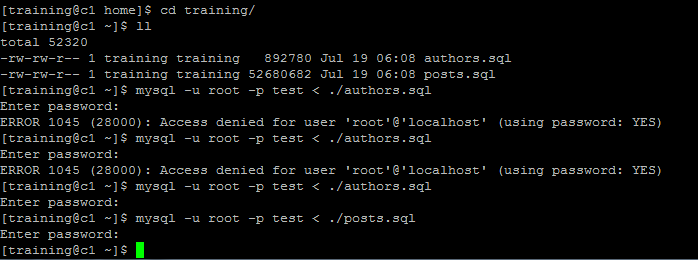 [training@c1 home]$ cd training/
[training@c1 ~]$ ll
total 52320
-rw-rw-r-- 1 training training   892780 Jul 19 06:08 authors.sql
-rw-rw-r-- 1 training training 52680682 Jul 19 06:08 posts.sql
[training@c1 ~]$ mysql -u root -p test < ./authors.sql
Enter password:
ERROR 1045 (28000): Access denied for user 'root'@'localhost' (using password: YES)
[training@c1 ~]$ mysql -u root -p test < ./authors.sql
Enter password:
ERROR 1045 (28000): Access denied for user 'root'@'localhost' (using password: YES)
[training@c1 ~]$ mysql -u root -p test < ./authors.sql
Enter password:
[training@c1 ~]$ mysql -u root -p test < ./posts.sql
Enter password:
[training@c1 ~]$